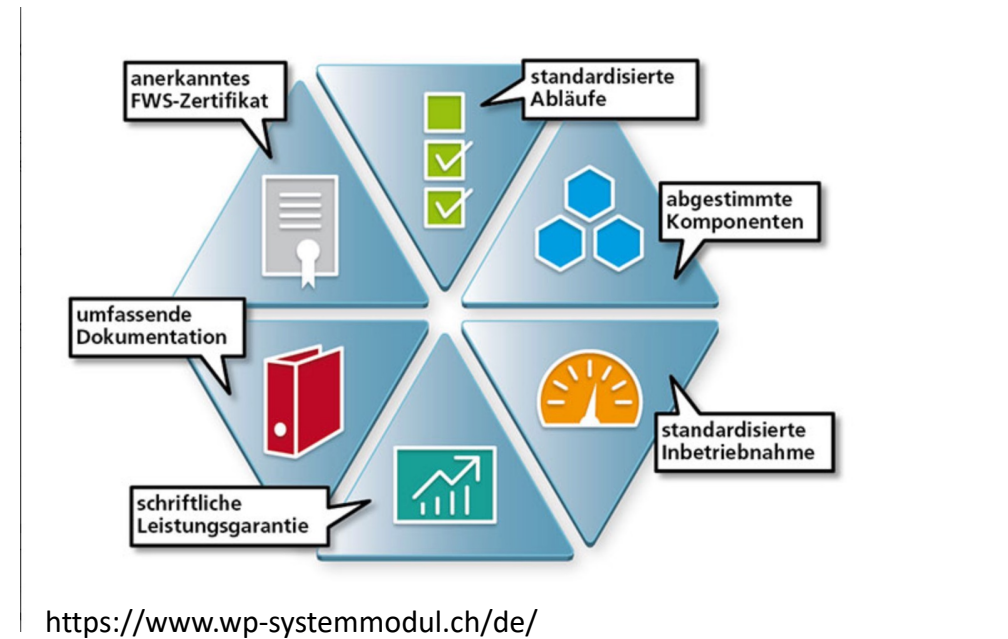 anerkanntes
FWS-Zertifikat
standardisierte
Abläufe
abgestimmte
Komponenten
umfassende
Dokumentation
standardisierte
Inbetriebnahme
schriftliche
Leistungsgarantie
https://www.wp-systemmodul.ch/de/